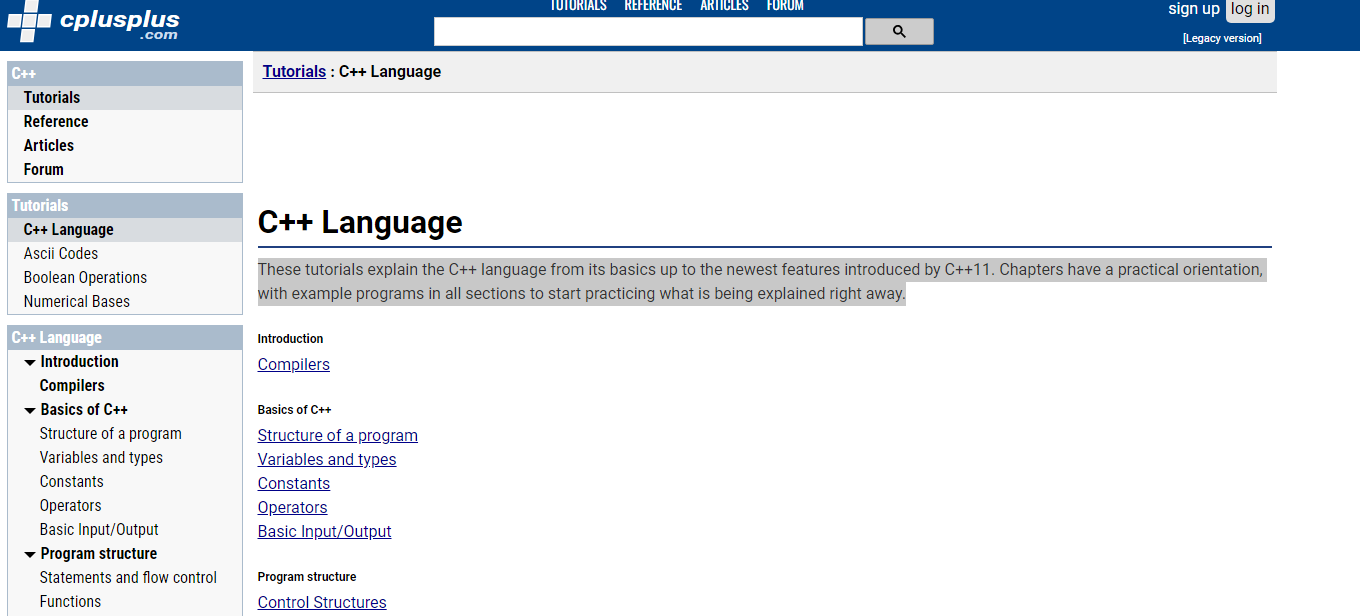 cplusplus
.com
TUTORIALS REFERENCE ARTICLES FORUM
sign up log in
[Legacy version]
C++
Tutorials
Reference
Articles
Forum
Tutorials
C++ Language
Ascii Codes
Boolean Operations
Numerical Bases
C++ Language
Introduction
Compilers
Basics of C++
Structure of a program
Variables and types
Constants
Operators
Basic Input/Output
Program structure
Statements and flow control
Functions
Tutorials : C++ Language
C++ Language
These tutorials explain the C++ language from its basics up to the newest features introduced by C++11. Chapters have a practical orientation,
with example programs in all sections to start practicing what is being explained right away.
Introduction
Compilers
Basics of C++
Structure of a program
Variables and types
Constants
Operators
Basic Input/Output
Program structure
Control Structures